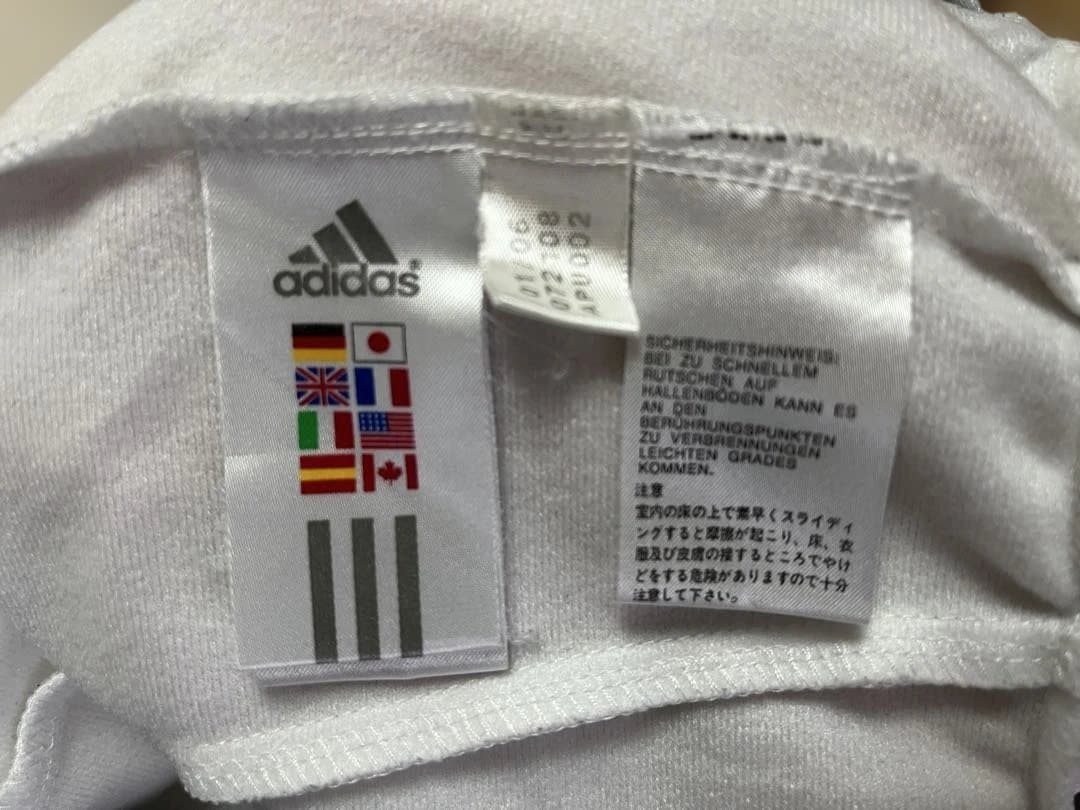 adidas®
01/06
072108
APU002
SICHERHEITSHINWEIS:
BEI ZU SCHNELLEM
RUTSCHEN AUF
HALLENBÖDEN KANN ES
AN DEN
BERÜHRUNGSPUNKTEN
ZU VERBRENNUNGEN
LEICHTEN GRADES
KOMMEN.
注意
室内の床の上で素早くスライディ
ングすると摩擦が起こり、床、衣
服及び皮膚の接するところでやけ
どをする危険がありますので十分
注意して下さい。